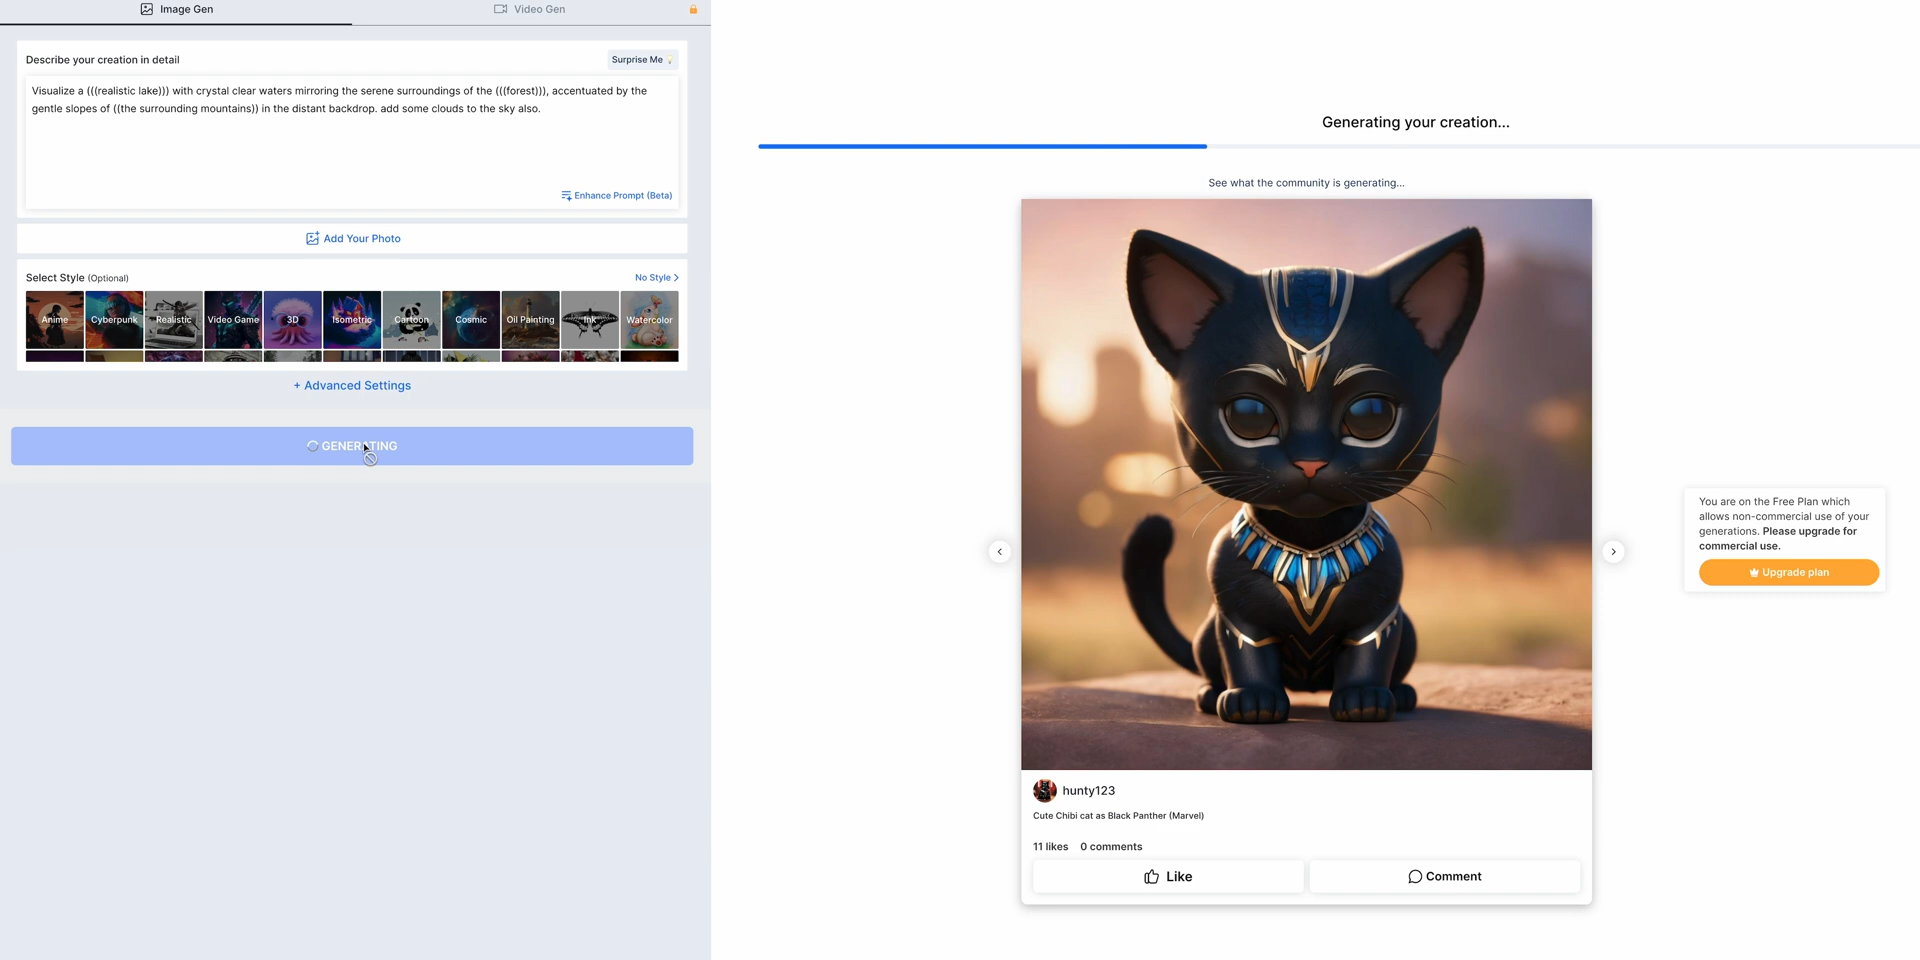 Image Gen
Video Gen
Describe your creation in detail
Surprise Me
Visualize a (((realistic lake))) with crystal clear waters mirroring the serene surroundings of the (((forest))), accentuated by the
gentle slopes of ((the surrounding mountains)) in the distant backdrop. add some clouds to the sky also.
Enhance Prompt (Beta)
Add Your Photo
Select Style (Optional)
No Style
Anime
Cyberpunk
Realistic
Video Game
3D
Isometric
Cartoon
Cosmic
Oil Painting
Ink
Watercolor
+ Advanced Settings
GENERATING
Generating your creation...
See what the community is generating...
hunty123
Cute Chibi cat as Black Panther (Marvel)
11 likes 0 comments
Like
Comment
You are on the Free Plan which
allows non-commercial use of your
generations. Please upgrade for
commercial use.
Upgrade plan